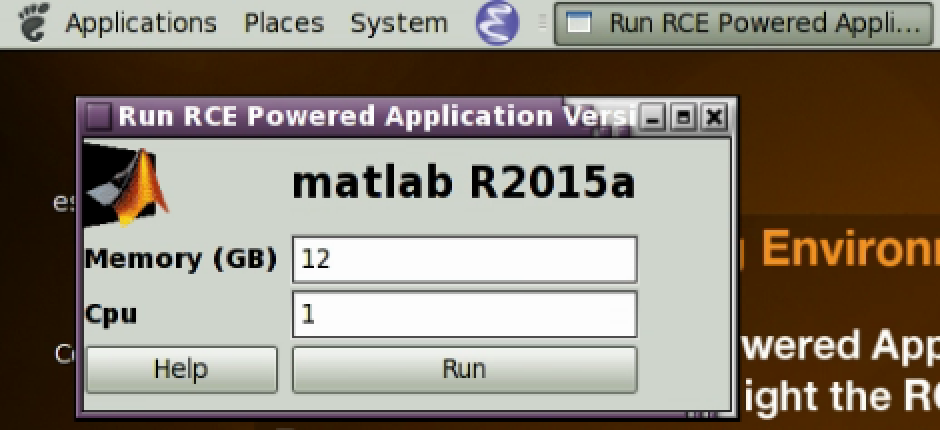 Applications Places System Run RCE Powered Appli...
Run RCE Powered Application Versi
matlab R2015a
Memory (GB) 12
Cpu 1
Help Run
Environ
wered App
ight the